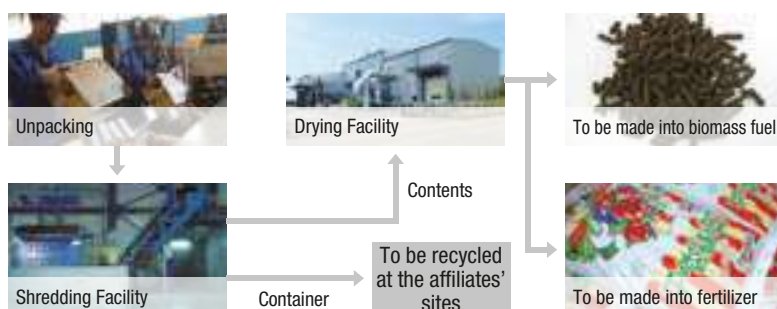 Unpacking
Drying Facility
To be made into biomass fuel
Contents
Shredding Facility
Container
To be recycled
at the affiliates’
sites
To be made into fertilizer